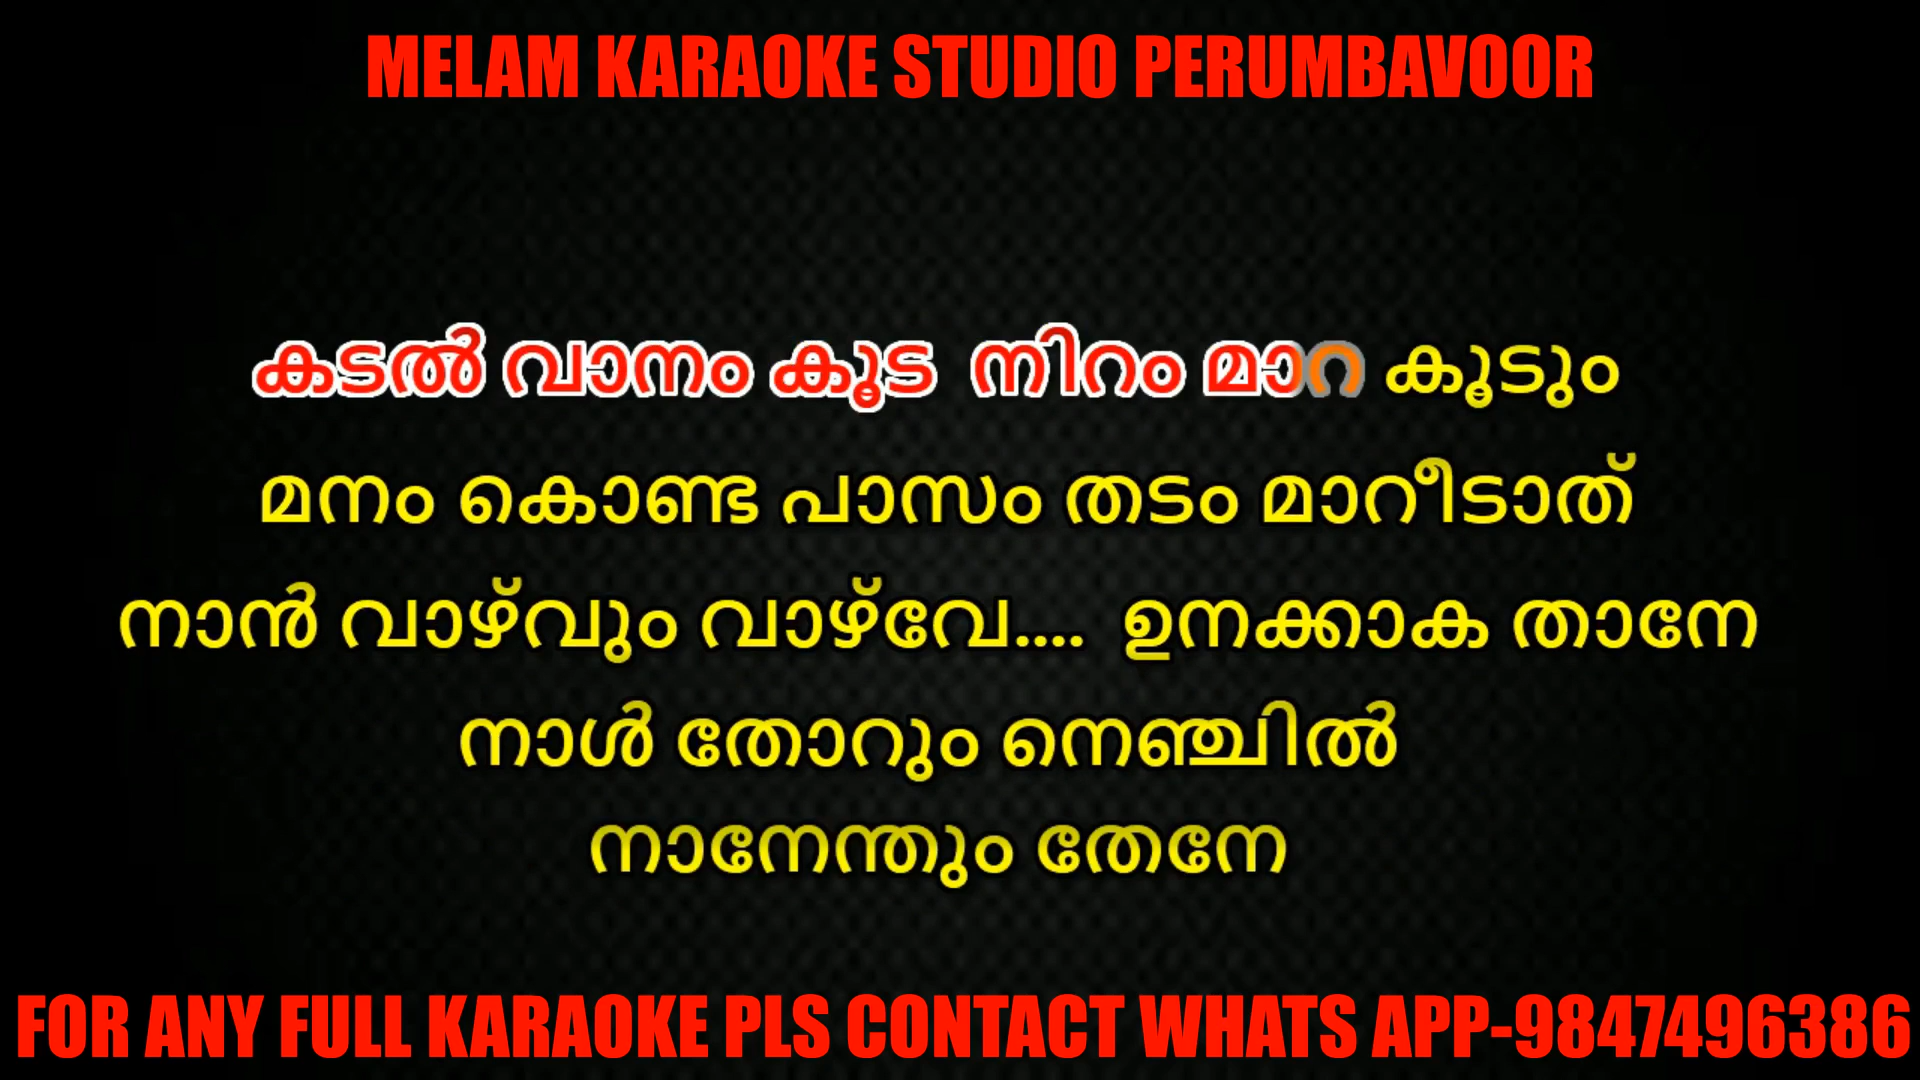 MELAM KARAOKE STUDIO PERUMBAVOOR
കടൽ വാനം കൂട നിറം മാറ കൂടും
മനം കൊണ്ട പാസം തടം മാറീടാത്
നാൻ വാഴ്‌വും വാഴ്‌വേ.... ഉനക്കാക താനേ
നാൾ തോറും നെഞ്ചിൽ
നാനേന്തും തേനേ
FOR ANY FULL KARAOKE PLS CONTACT WHATS APP-9847496386